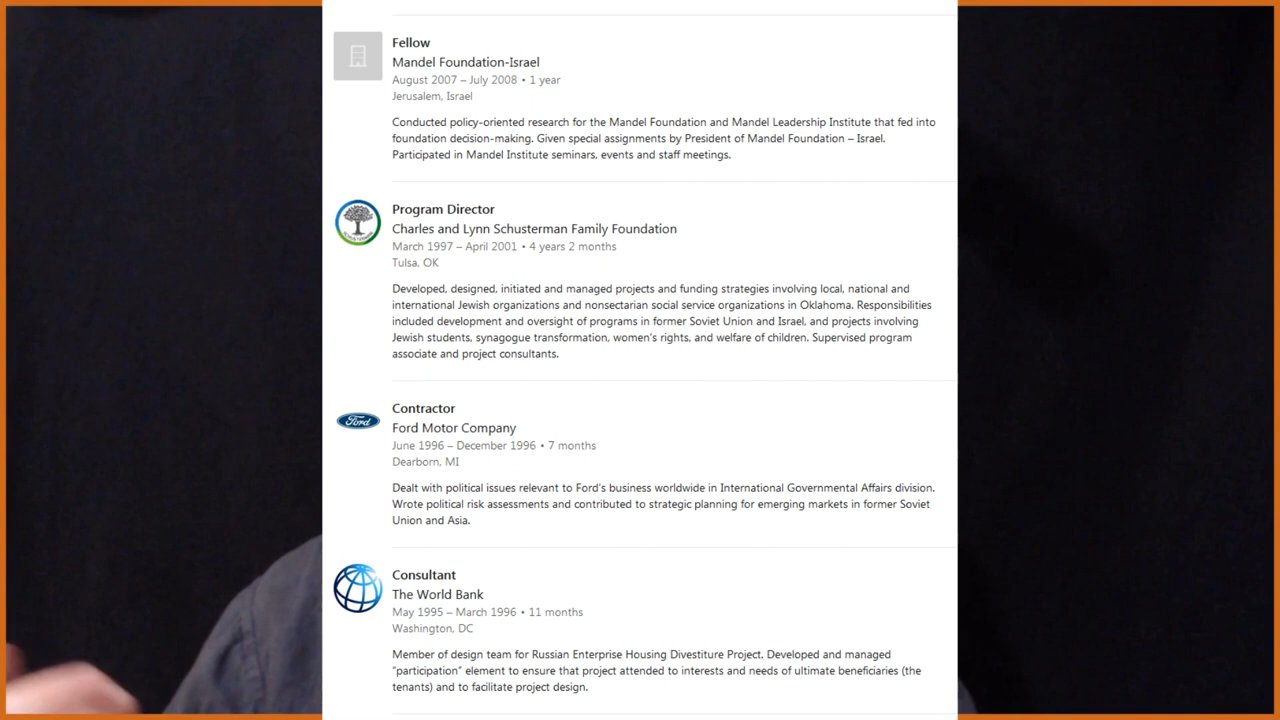 Fellow
Mandel Foundation-Israel
August 2007 – July 2008 • 1 year
Jerusalem, Israel
Conducted policy-oriented research for the Mandel Foundation and Mandel Leadership Institute that fed into
foundation decision-making. Given special assignments by President of Mandel Foundation – Israel.
Participated in Mandel Institute seminars, events and staff meetings.
Program Director
Charles and Lynn Schusterman Family Foundation
March 1997 – April 2001 • 4 years 2 months
Tulsa, OK
Developed, designed, initiated and managed projects and funding strategies involving local, national and
international Jewish organizations and nonsectarian social service organizations in Oklahoma. Responsibilities
included development and oversight of programs in former Soviet Union and Israel, and projects involving
Jewish students, synagogue transformation, women's rights, and welfare of children. Supervised program
associate and project consultants.
Ford
Contractor
Ford Motor Company
June 1996 – December 1996 • 7 months
Dearborn, MI
Dealt with political issues relevant to Ford's business worldwide in International Governmental Affairs division.
Wrote political risk assessments and contributed to strategic planning for emerging markets in former Soviet
Union and Asia.
Consultant
The World Bank
May 1995 – March 1996 • 11 months
Washington, DC
Member of design team for Russian Enterprise Housing Divestiture Project. Developed and managed
"participation" element to ensure that project attended to interests and needs of ultimate beneficiaries (the
tenants) and to facilitate project design.